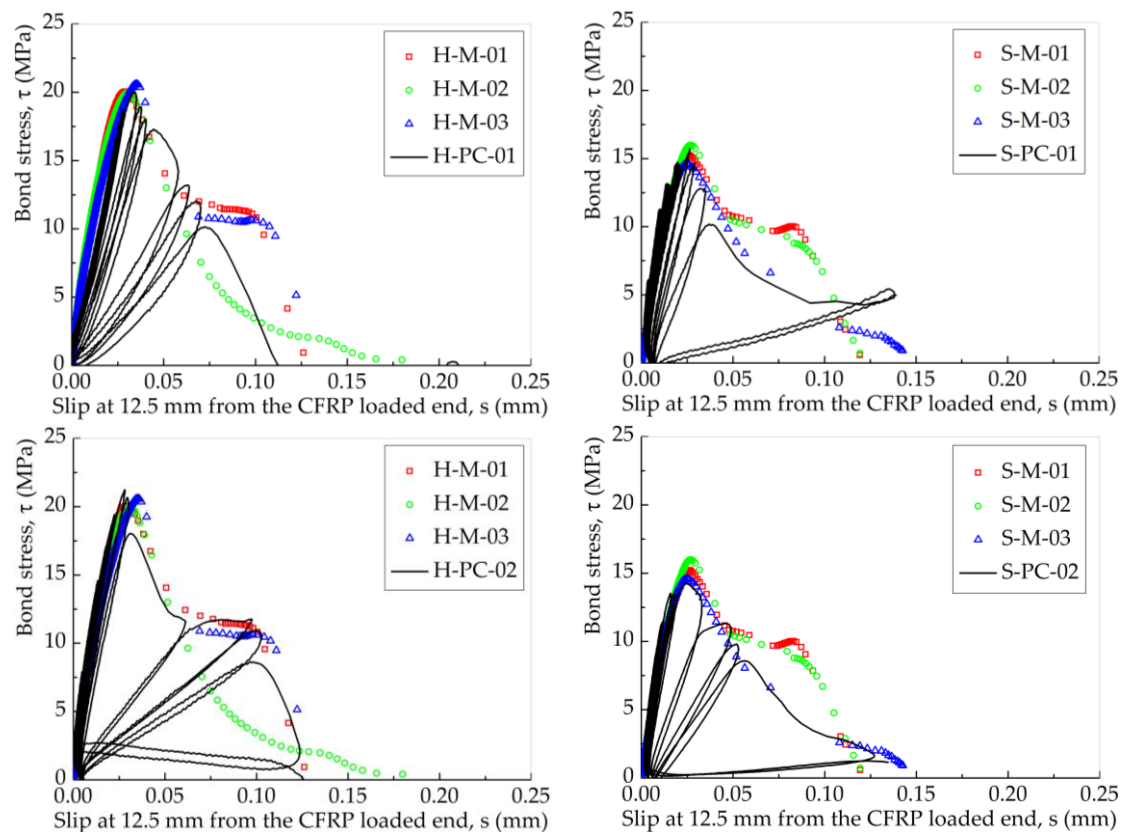 Bond stress, τ (MPa)
25
20
15
10
5
0
H-M-01
H-M-02
H-M-03
H-PC-01
0.00 0.05 0.10 0.15 0.20 0.25
Slip at 12.5 mm from the CFRP loaded end, s (mm)
Bond stress, τ (MPa)
25
20
15
10
5
0
S-M-01
S-M-02
S-M-03
S-PC-01
0.00 0.05 0.10 0.15 0.20 0.25
Slip at 12.5 mm from the CFRP loaded end, s (mm)
Bond stress, τ (MPa)
25
20
15
10
5
0
H-M-01
H-M-02
H-M-03
H-PC-02
0.00 0.05 0.10 0.15 0.20 0.25
Slip at 12.5 mm from the CFRP loaded end, s (mm)
Bond stress, τ (MPa)
25
20
15
10
5
0
S-M-01
S-M-02
S-M-03
S-PC-02
0.00 0.05 0.10 0.15 0.20 0.25
Slip at 12.5 mm from the CFRP loaded end, s (mm)